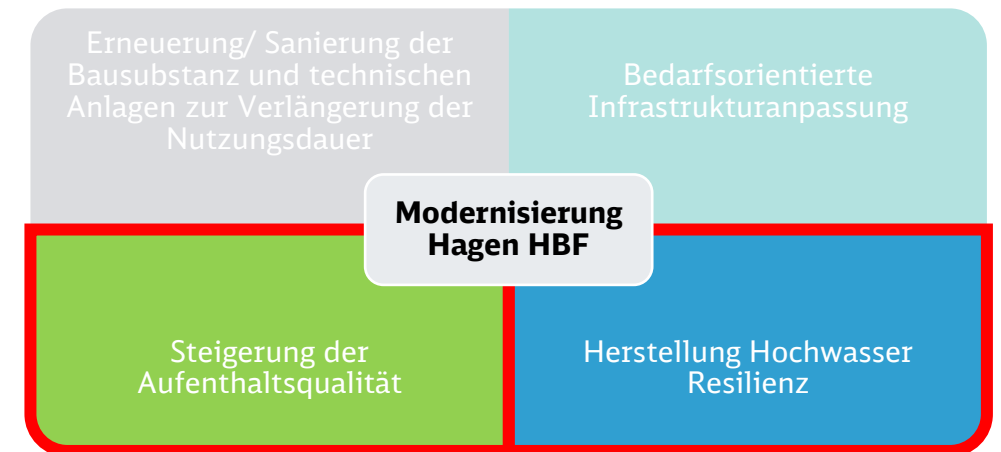 Erneuerung/ Sanierung der
Bausubstanz und technischen
Anlagen zur Verlängerung der
Nutzungsdauer
Bedarfsorientierte
Infrastrukturanpassung
Modernisierung
Hagen HBF
Steigerung der
Aufenthaltsqualität
Herstellung Hochwasser
Resilienz